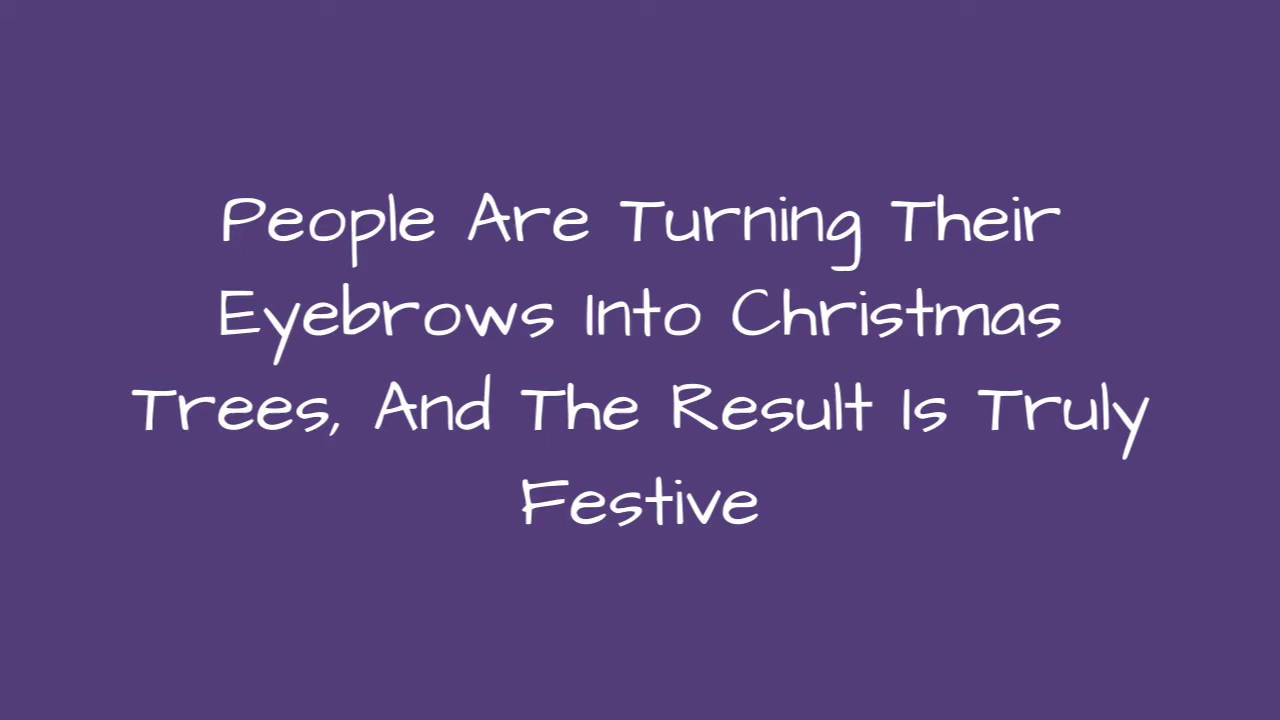 People Are Turning Their
Eyebrows Into Christmas
Trees, And The Result Is Truly
Festive